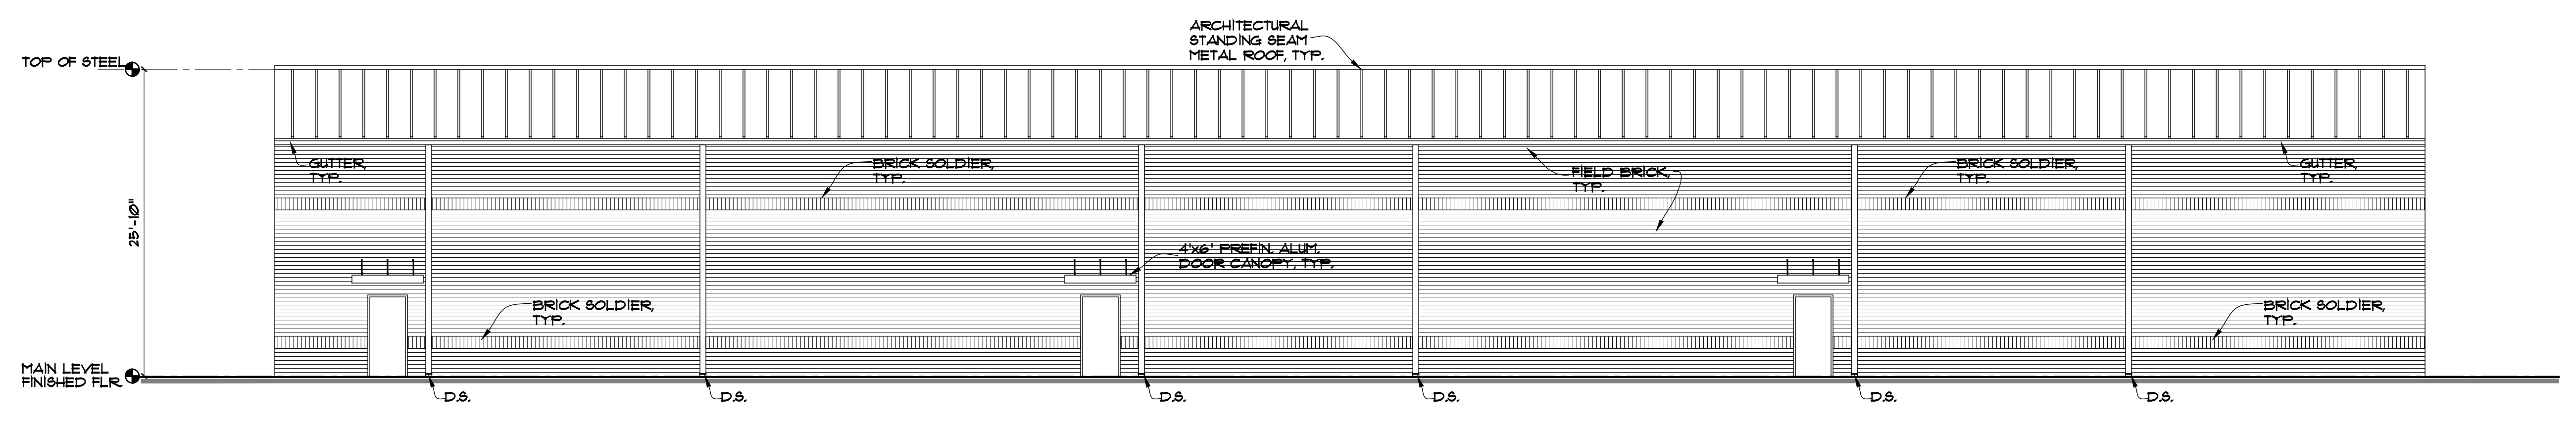 ARCHITECTURAL
STANDING SEAM
METAL ROOF, TYP.
TOP OF STEEL
GUTTER,
TYP.
BRICK SOLDIER,
TYP.
FIELD BRICK,
TYP.
BRICK SOLDIER,
TYP.
GUTTER,
TYP.
25'-10"
4'x6' PREFIN. ALUM.
DOOR CANOPY, TYP.
BRICK SOLDIER,
TYP.
BRICK SOLDIER,
TYP.
MAIN LEVEL
FINISHED FLR.
D.S.
D.S.
D.S.
D.S.
D.S.
D.S.